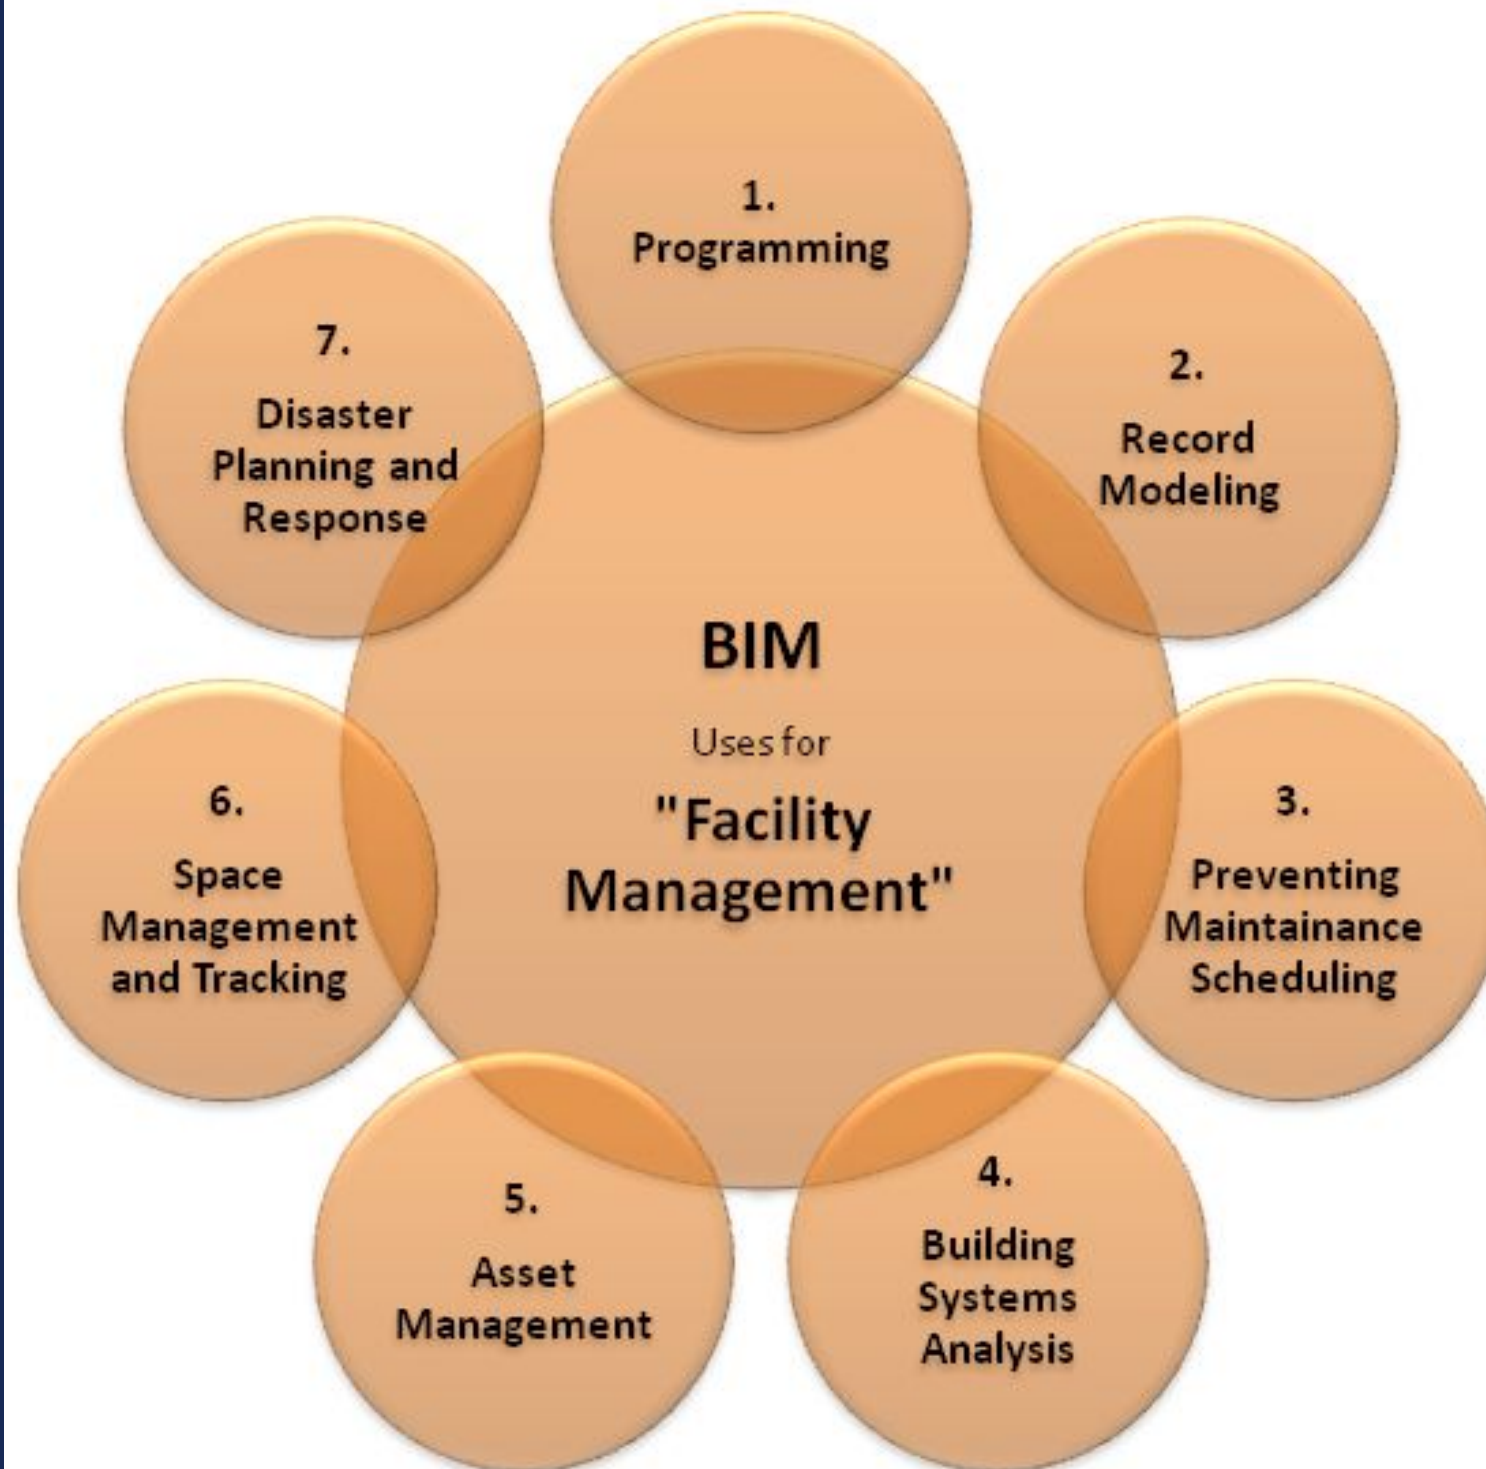 BIM
Uses for
"Facility
Management"
1.
Programming
2.
Record
Modeling
3.
Preventing
Maintainance
Scheduling
4.
Building
Systems
Analysis
5.
Asset
Management
6.
Space
Management
and Tracking
7.
Disaster
Planning and
Response